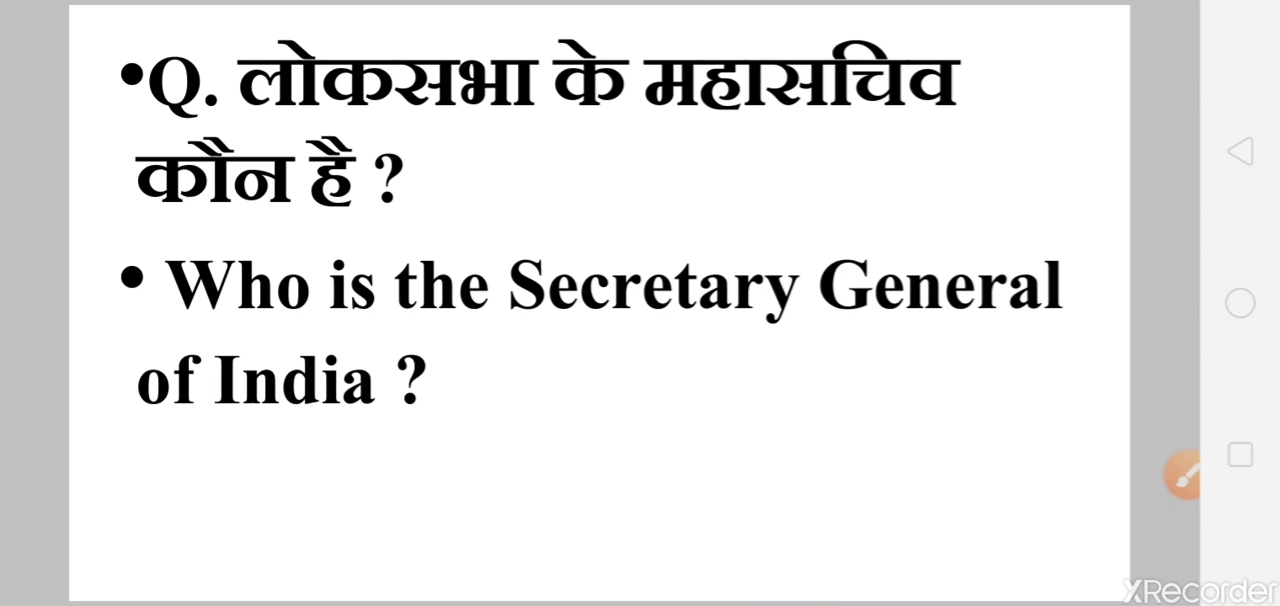 •Q. लोकसभा के महासचिव
कौन है ?
• Who is the Secretary General
of India ?
XRecorder